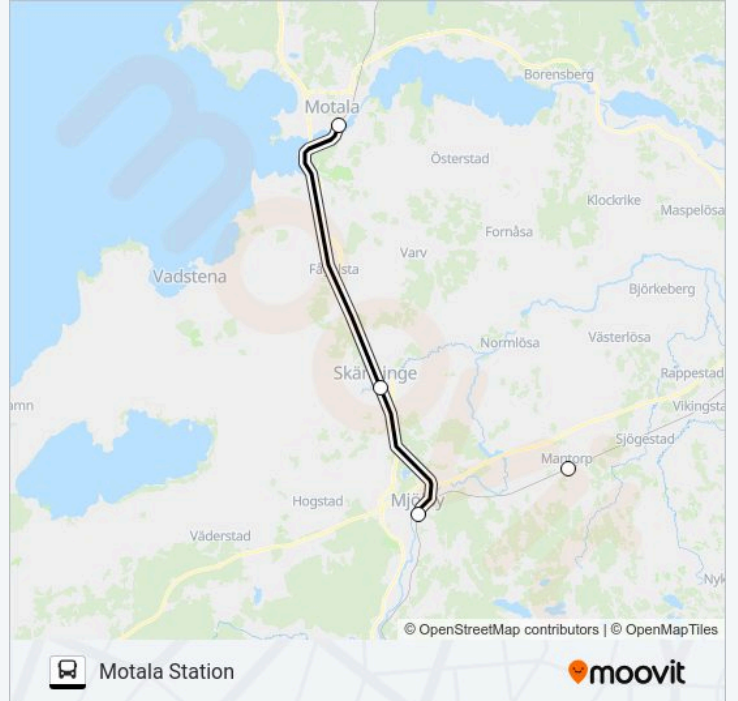 Borensberg
Motala
Österstad
Klockrike
Maspelösa
Fornåsa
Varv
Vadstena
Björkeberg
Normlösa
Västerlösa
Rappestad
Vikingsta
Sjögestad
Mantorp
Hogstad
Väderstad
© OpenStreetMap contributors | © OpenMapTiles
Motala Station
moovit